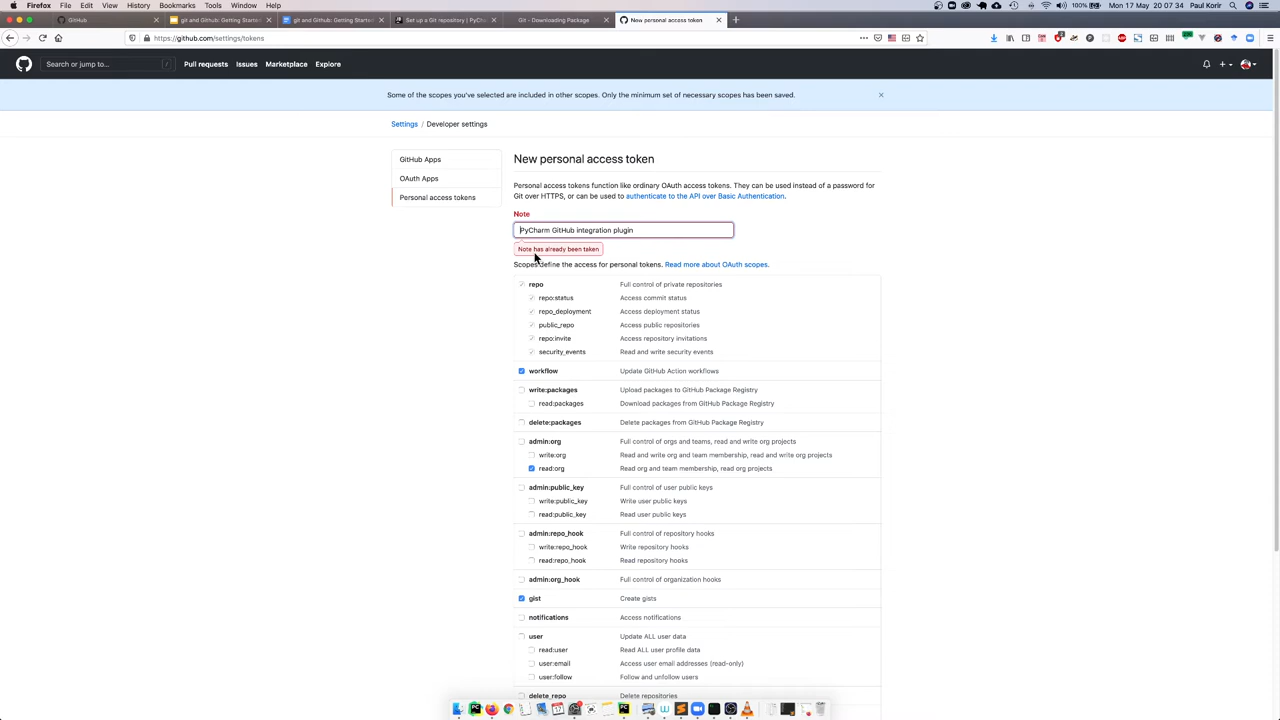 Firefox File Edit View History Bookmarks Tools Window Help
100% Mon 17 May 20 07 34 Paul Korir
GitHub
git and Github: Getting Starte
git and Github: Getting Starte
Set up a Git repository | PyCh
Git - Downloading Package
New personal access token
https://github.com/settings/tokens
Search or jump to... /
Pull requests Issues Marketplace Explore
Some of the scopes you've selected are included in other scopes. Only the minimum set of necessary scopes has been saved.
Settings / Developer settings
GitHub Apps
OAuth Apps
Personal access tokens
New personal access token
Personal access tokens function like ordinary OAuth access tokens. They can be used instead of a password for
Git over HTTPS, or can be used to authenticate to the API over Basic Authentication.
Note
PyCharm GitHub integration plugin
Note has already been taken
Scopes define the access for personal tokens. Read more about OAuth scopes.
repo Full control of private repositories
repo:status Access commit status
repo_deployment Access deployment status
public_repo Access public repositories
repo:invite Access repository invitations
security_events Read and write security events
workflow Update GitHub Action workflows
write:packages Upload packages to GitHub Package Registry
read:packages Download packages from GitHub Package Registry
delete:packages Delete packages from GitHub Package Registry
admin:org Full control of orgs and teams, read and write org projects
write:org Read and write org and team membership, read and write org projects
read:org Read org and team membership, read org projects
admin:public_key Full control of user public keys
write:public_key Write user public keys
read:public_key Read user public keys
admin:repo_hook Full control of repository hooks
write:repo_hook Write repository hooks
read:repo_hook Read repository hooks
admin:org_hook Full control of organization hooks
gist Create gists
notifications Access notifications
user Update ALL user data
read:user Read ALL user profile data
user:email Access user email addresses (read-only)
user:follow Follow and unfollow users
delete_repo Delete repositories